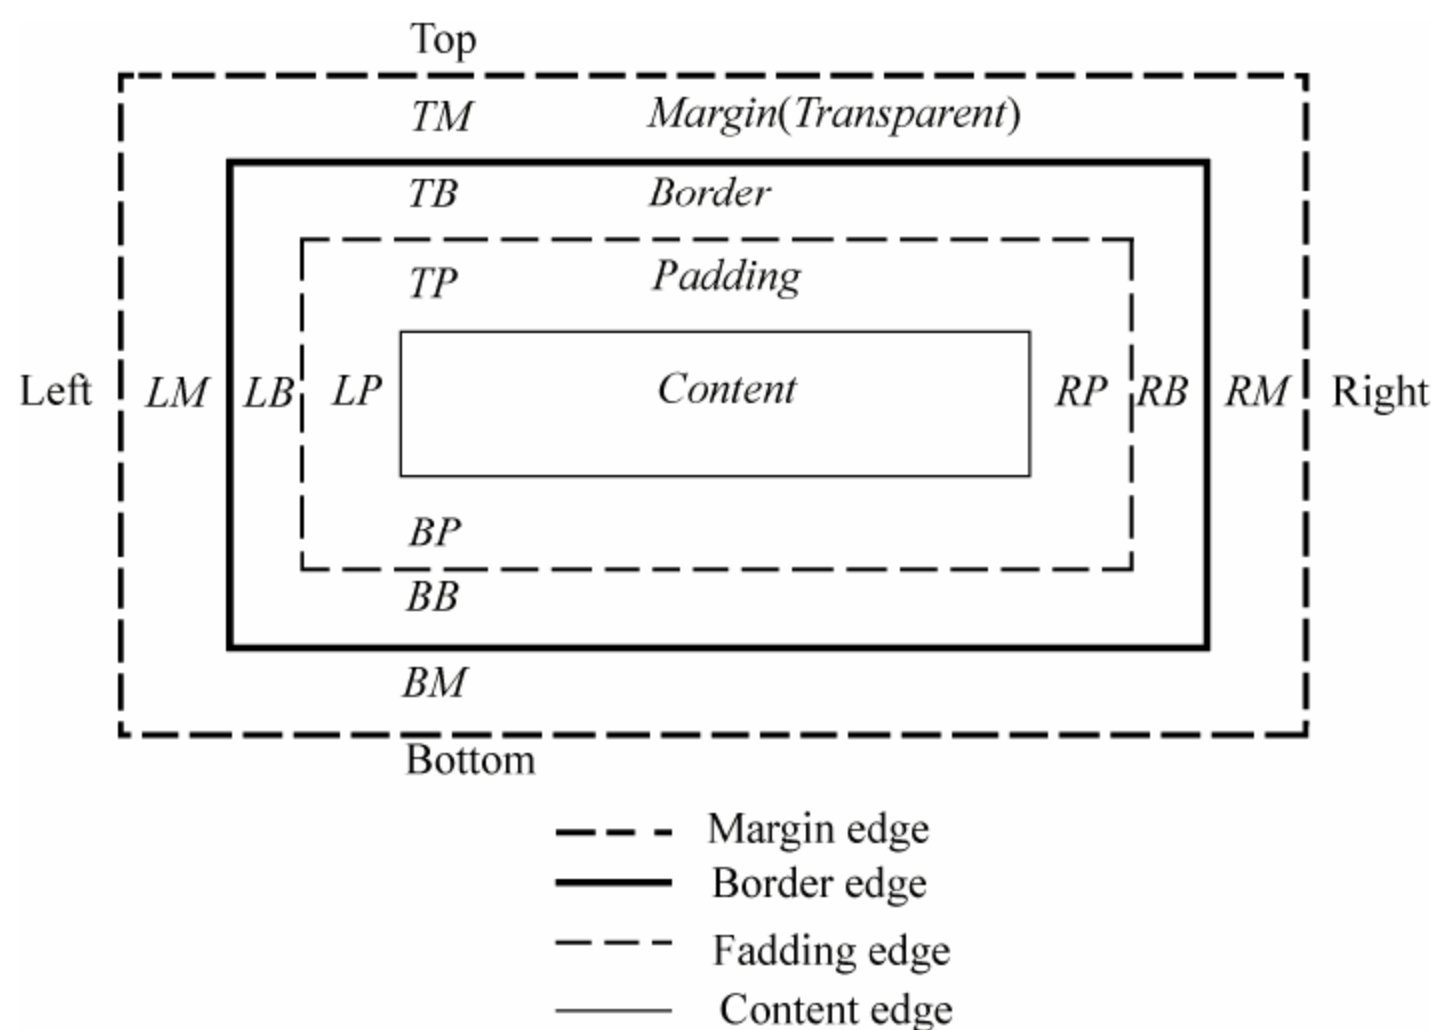 Top
TM Margin(Transparent)
TB Border
TP Padding
Left LM LB LP Content RP RB RM Right
BP
BB
BM
Bottom
Margin edge
Border edge
Fadding edge
Content edge